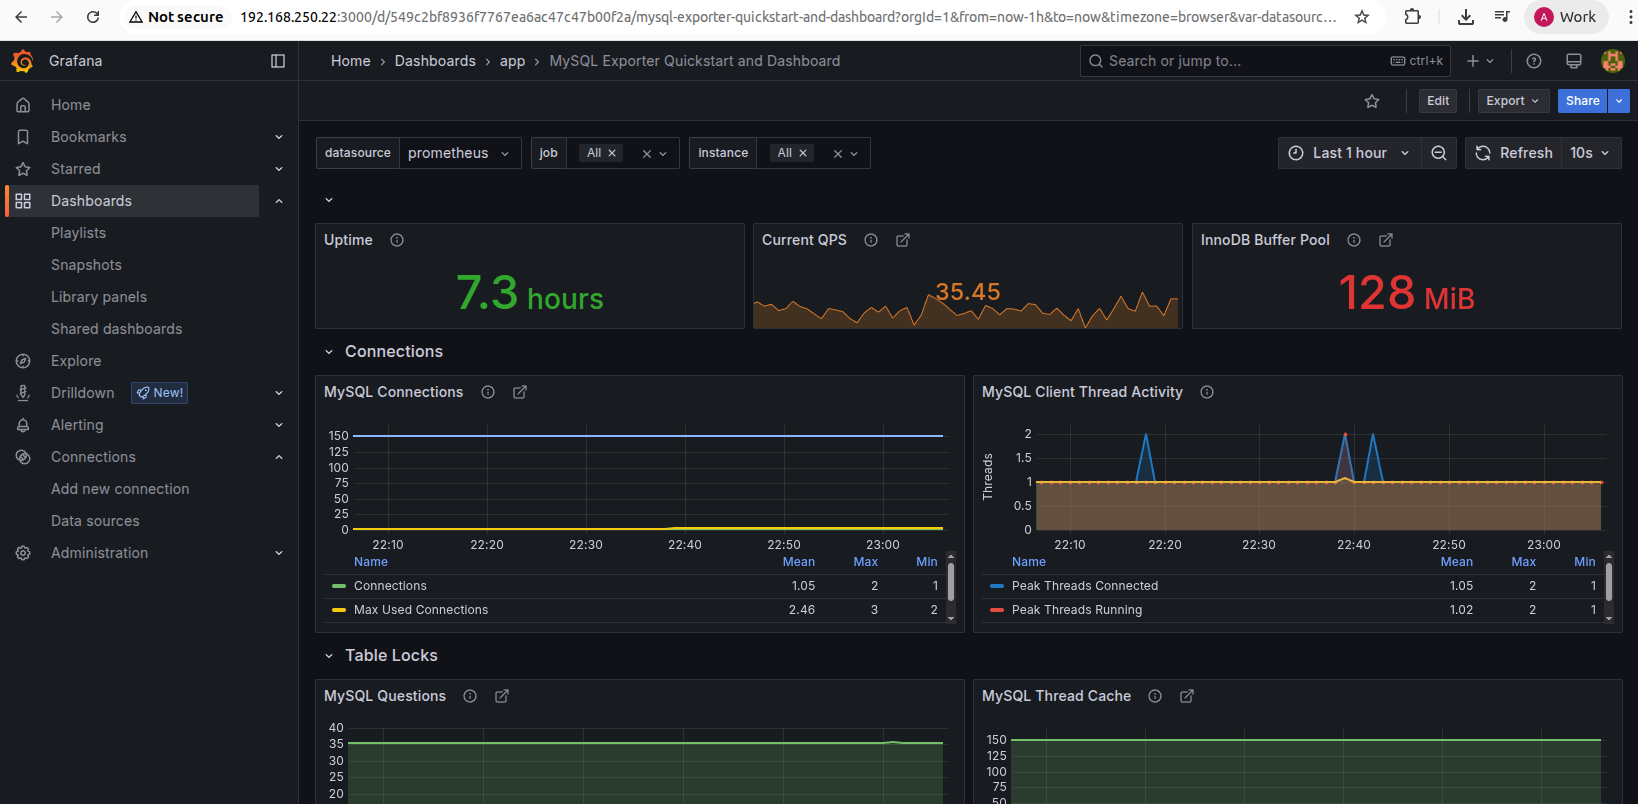 Not secure 192.168.250.22:3000/d/549c2bf8936f7767ea6ac47c47b00f2a/mysql-exporter-quickstart-and-dashboard?orgId=1&from=now-1h&to=now&timezone=browser&var-datasourc... A Work
Grafana Home › Dashboards › app › MySQL Exporter Quickstart and Dashboard Search or jump to... ctrl+k
Edit Export Share
Home
Bookmarks
Starred
Dashboards
Playlists
Snapshots
Library panels
Shared dashboards
Explore
Drilldown New!
Alerting
Connections
Add new connection
Data sources
Administration
datasource prometheus job All instance All Last 1 hour Refresh 10s
Uptime
7.3 hours
Current QPS
35.45
InnoDB Buffer Pool
128 MiB
Connections
MySQL Connections
150
125
100
75
50
25
0
22:10 22:20 22:30 22:40 22:50 23:00
Name Mean Max Min
Connections 1.05 2 1
Max Used Connections 2.46 3 2
MySQL Client Thread Activity
Threads
2
1.5
1
0.5
0
22:10 22:20 22:30 22:40 22:50 23:00
Name Mean Max Min
Peak Threads Connected 1.05 2 1
Peak Threads Running 1.02 2 1
Table Locks
MySQL Questions
40
35
30
25
20
MySQL Thread Cache
150
125
100
75
50